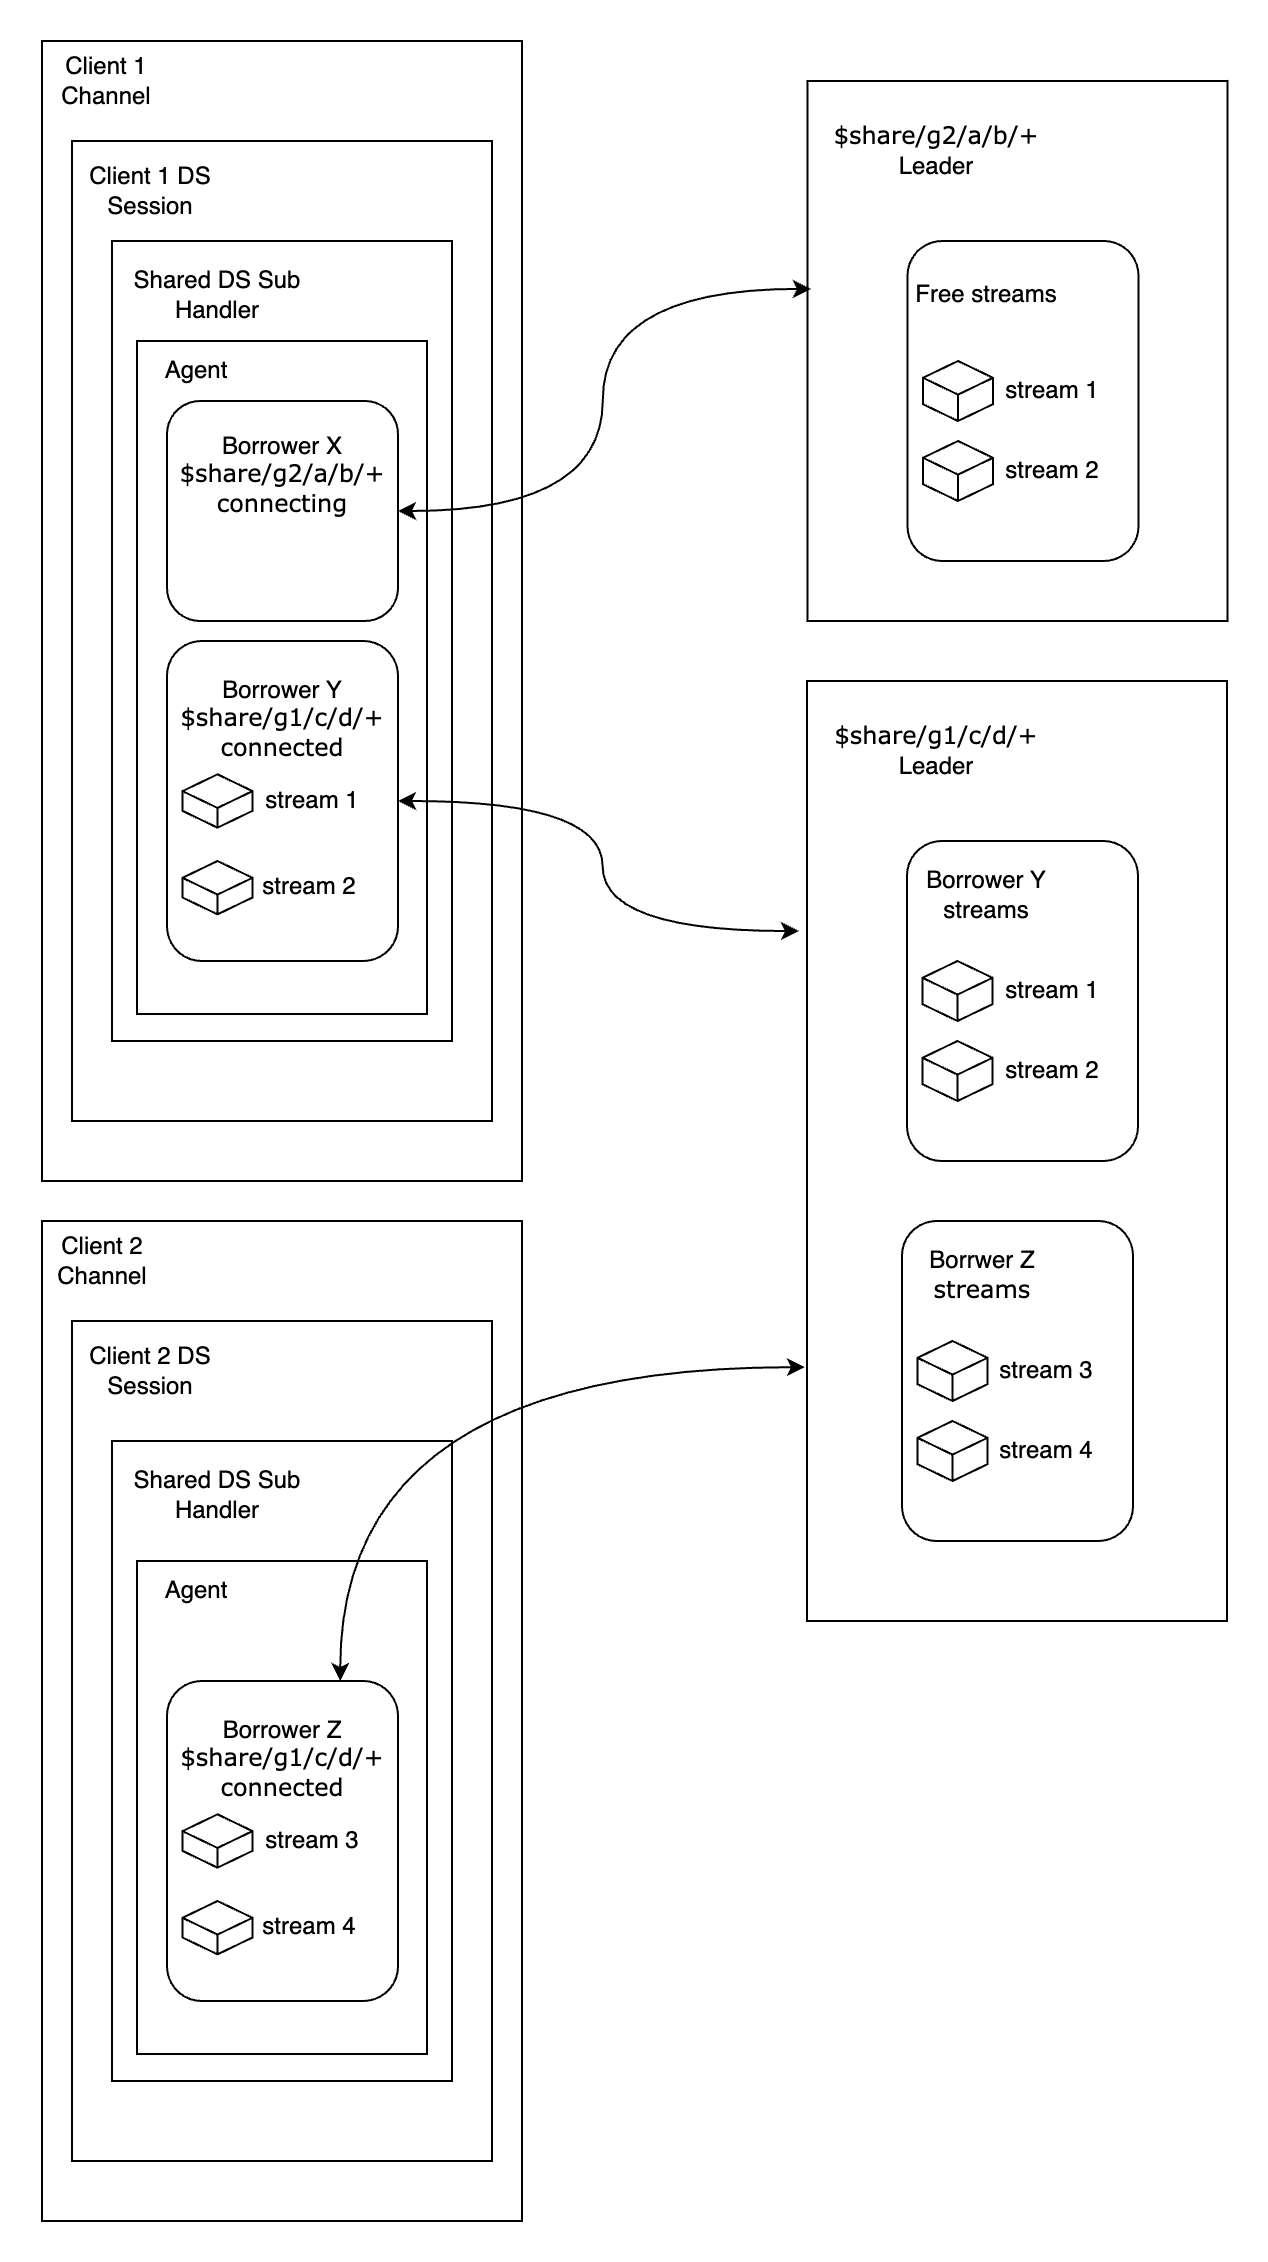 Client 1
Channel
Client 1 DS
Session
Shared DS Sub
Handler
Agent
Borrower X
$share/g2/a/b/+
connecting
Borrower Y
$share/g1/c/d/+
connected
stream 1
stream 2
$share/g2/a/b/+
Leader
Free streams
stream 1
stream 2
$share/g1/c/d/+
Leader
Borrower Y
streams
stream 1
stream 2
Borrwer Z
streams
stream 3
stream 4
Client 2
Channel
Client 2 DS
Session
Shared DS Sub
Handler
Agent
Borrower Z
$share/g1/c/d/+
connected
stream 3
stream 4